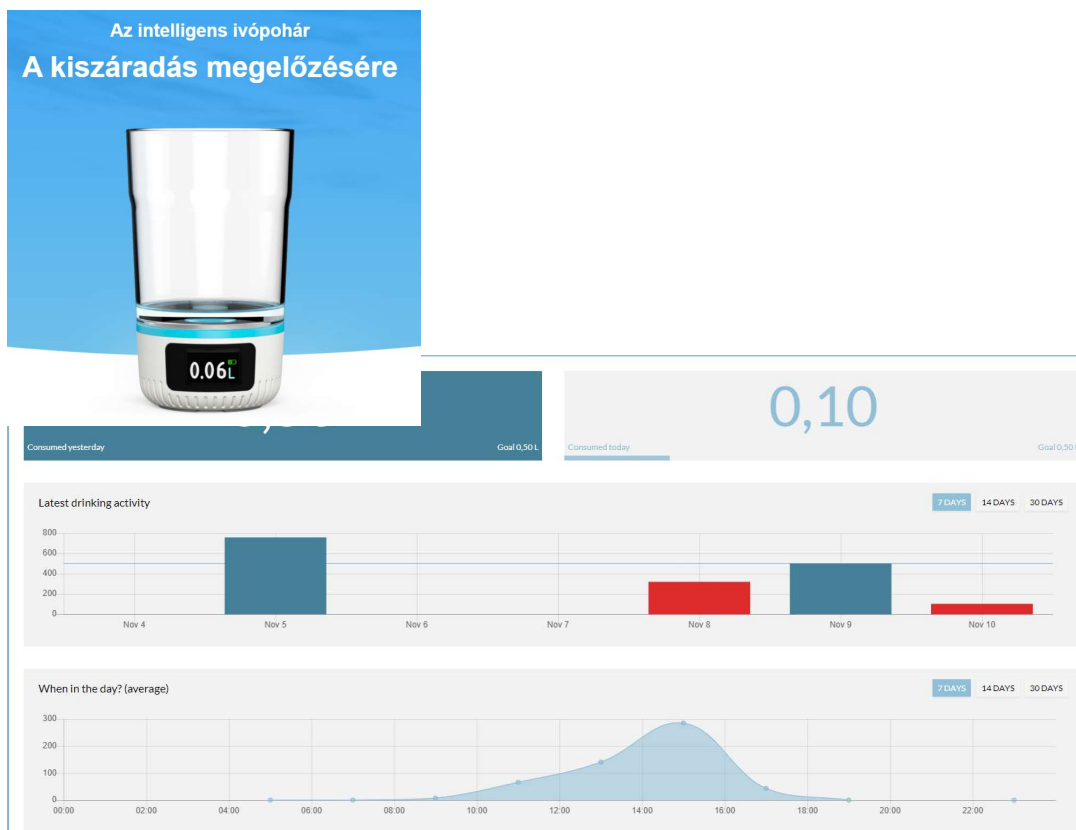 Az intelligens ivópohár
A kiszáradás megelőzésére
0.06L
Consumed yesterday
Goal 0,50 L
0,10
Consumed today
Goal 0,50
Latest drinking activity
7 DAYS 14 DAYS 30 DAYS
800
600
400
200
0
Nov 4 Nov 5 Nov 6 Nov 7 Nov 8 Nov 9 Nov 10
When in the day? (average)
7 DAYS 14 DAYS 30 DAYS
300
200
100
0
00:00 02:00 04:00 06:00 08:00 10:00 12:00 14:00 16:00 18:00 20:00 22:00